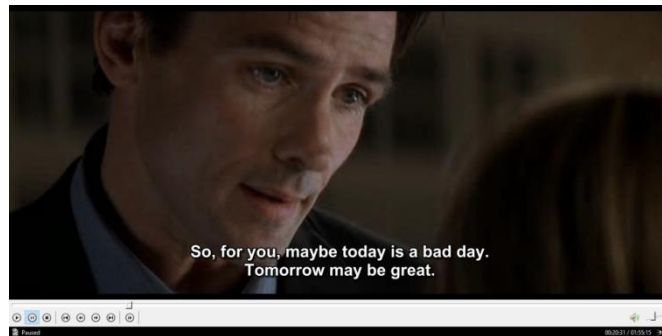 So, for you, maybe today is a bad day.
Tomorrow may be great.
Paused
00:20:31 / 01:55:15